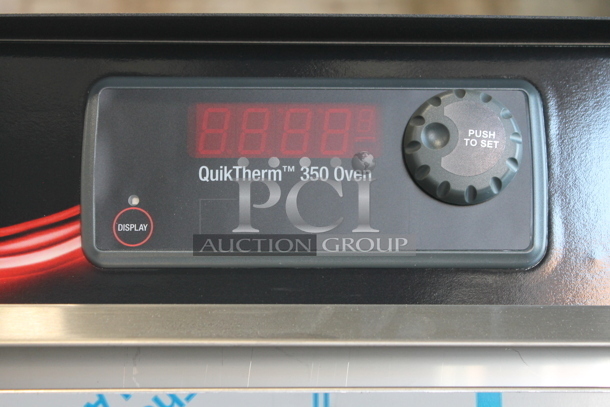 8888
QuikTherm™ 350 Oven
PUSH
TO SET
DISPLAY
PCI
AUCTION GROUP